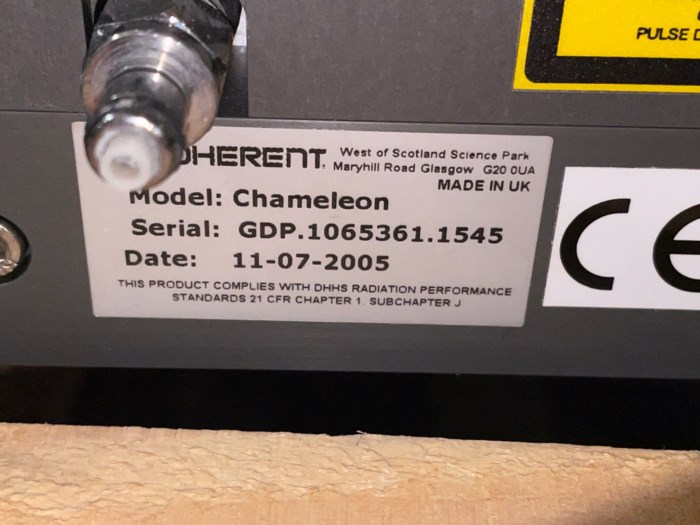 PULSE D
OHERENT. West of Scotland Science Park
Maryhill Road Glasgow G20 0UA
MADE IN UK
Model: Chameleon
Serial: GDP.1065361.1545
Date: 11-07-2005
THIS PRODUCT COMPLIES WITH DHHS RADIATION PERFORMANCE
STANDARDS 21 CFR CHAPTER 1. SUBCHAPTER J
CE